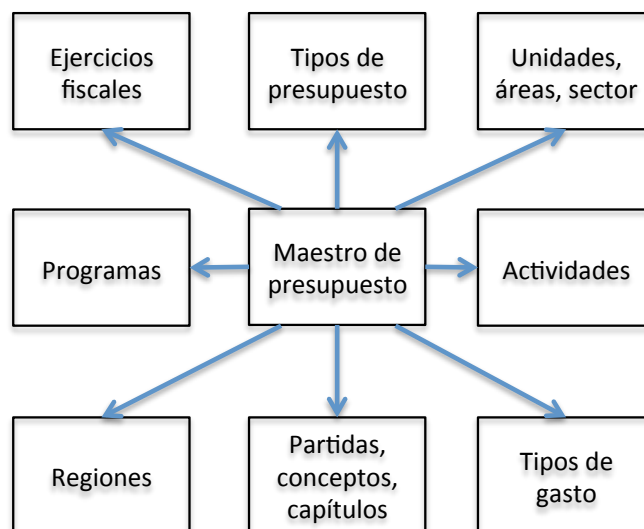 Ejercicios
fiscales
Tipos de
presupuesto
Unidades,
áreas, sector
Programas
Maestro de
presupuesto
Actividades
Regiones
Partidas,
conceptos,
capítulos
Tipos de
gasto